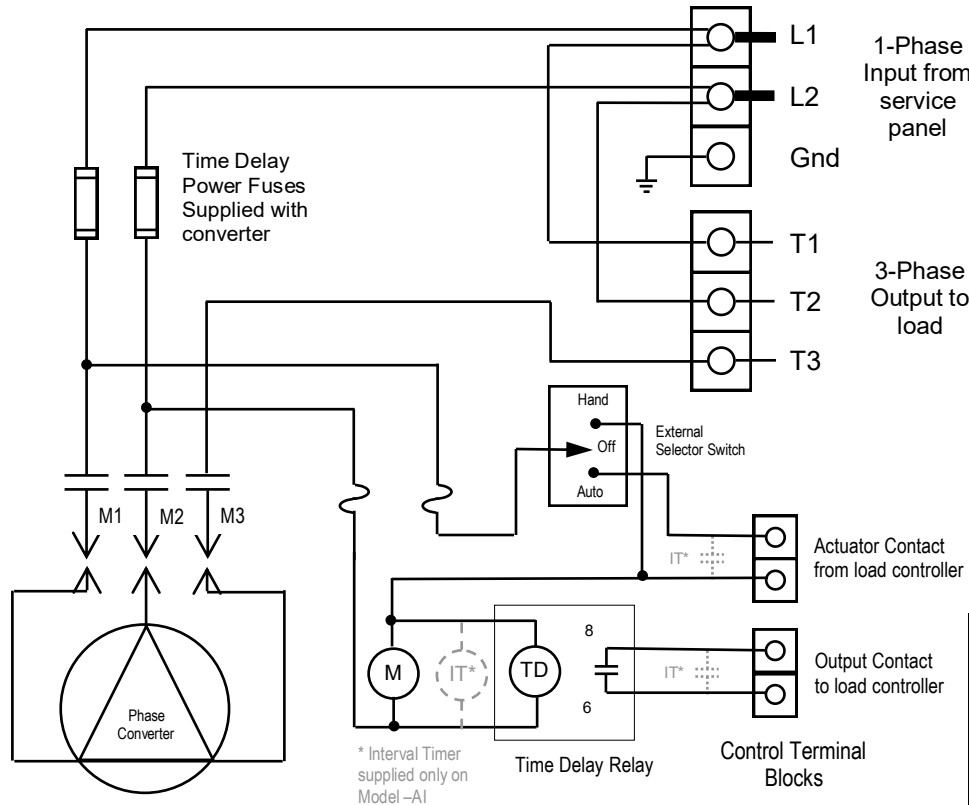 L1
1-Phase
Input from
service
panel
L2
Gnd
Time Delay
Power Fuses
Supplied with
converter
T1
3-Phase
Output to
load
T2
T3
Hand
Off
Auto
External
Selector Switch
M1
M2
M3
IT*
Actuator Contact
from load controller
M
IT*
TD
8
6
IT*
Output Contact
to load controller
Phase
Converter
* Interval Timer
supplied only on
Model –AI
Time Delay Relay
Control Terminal
Blocks